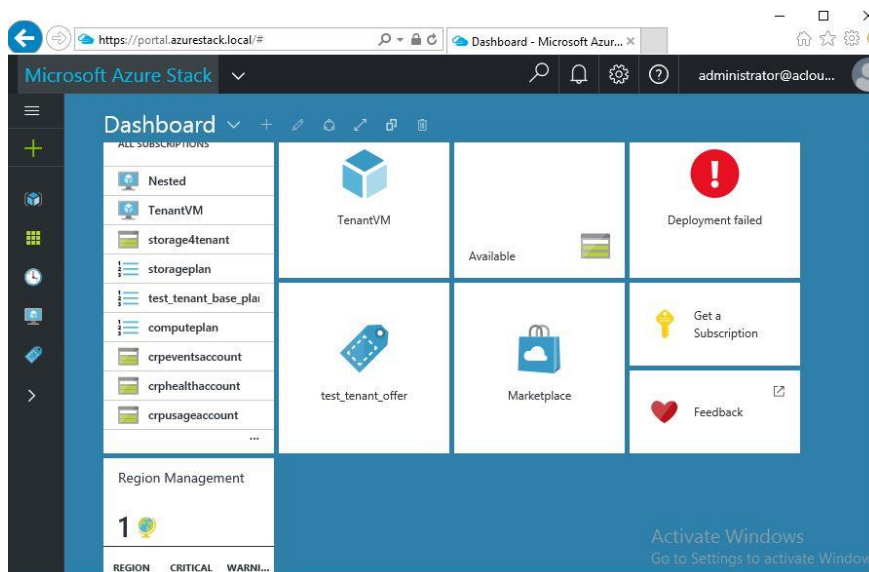 https://portal.azurestack.local/#
Dashboard - Microsoft Azur...
Microsoft Azure Stack
administrator@aclou...
Dashboard
ALL SUBSCRIPTIONS
Nested
TenantVM
storage4tenant
storageplan
test_tenant_base_plan
computeplan
crpeventsaccount
crphealthaccount
crpusageaccount
...
TenantVM
Available
Deployment failed
test_tenant_offer
Marketplace
Get a
Subscription
Feedback
Region Management
1
REGION CRITICAL WARNI...
Activate Windows
Go to Settings to activate Window